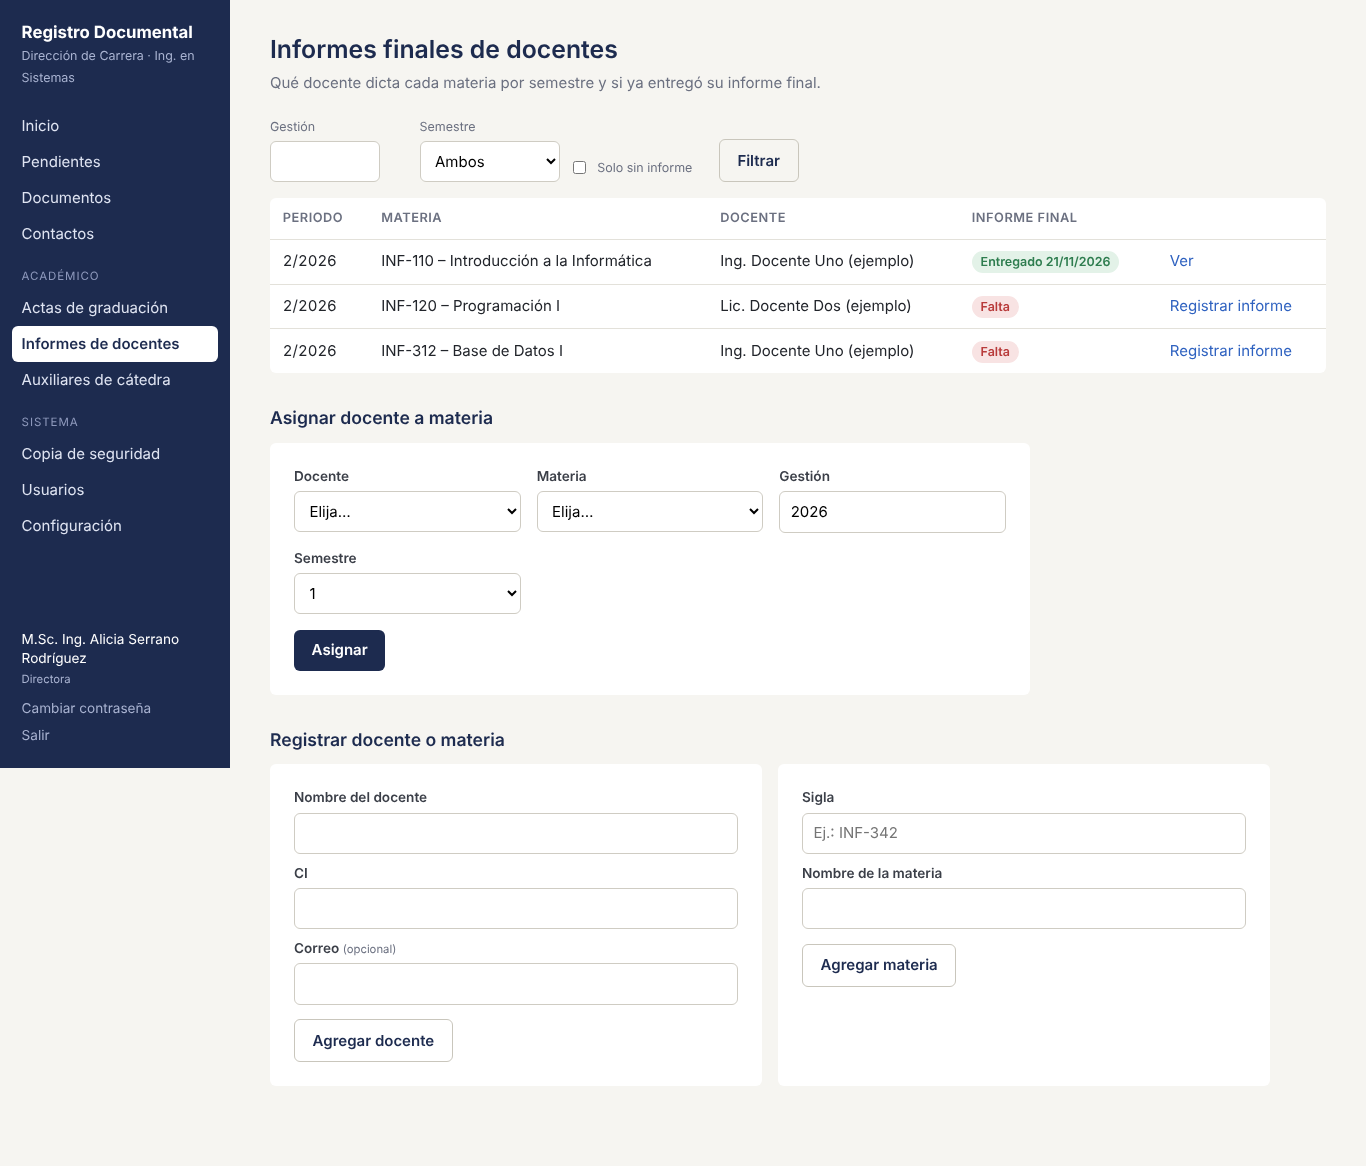 Registro Documental
Dirección de Carrera · Ing. en
Sistemas
Inicio
Pendientes
Documentos
Contactos
ACADÉMICO
Actas de graduación
Informes de docentes
Auxiliares de cátedra
SISTEMA
Copia de seguridad
Usuarios
Configuración
M.Sc. Ing. Alicia Serrano
Rodríguez
Directora
Cambiar contraseña
Salir
Informes finales de docentes
Qué docente dicta cada materia por semestre y si ya entregó su informe final.
Gestión Semestre
Ambos Solo sin informe Filtrar
PERIODO MATERIA DOCENTE INFORME FINAL
2/2026 INF-110 – Introducción a la Informática Ing. Docente Uno (ejemplo) Entregado 21/11/2026 Ver
2/2026 INF-120 – Programación I Lic. Docente Dos (ejemplo) Falta Registrar informe
2/2026 INF-312 – Base de Datos I Ing. Docente Uno (ejemplo) Falta Registrar informe
Asignar docente a materia
Docente Materia Gestión
Elija... Elija... 2026
Semestre
1
Asignar
Registrar docente o materia
Nombre del docente
CI
Correo (opcional)
Agregar docente
Sigla
Ej.: INF-342
Nombre de la materia
Agregar materia